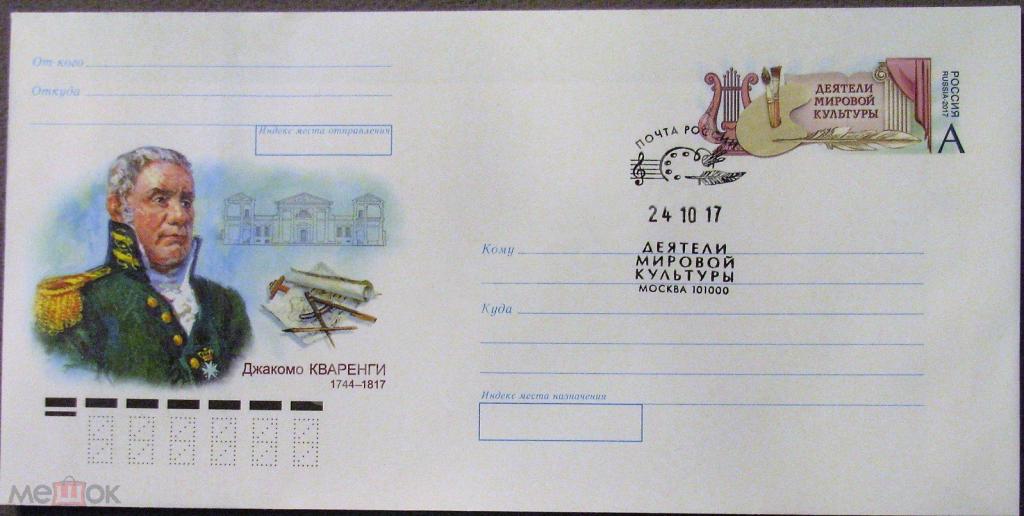 От кого
Откуда
Индекс места отправления
Джакомо КВАРЕНГИ
1744–1817
ДЕЯТЕЛИ
МИРОВОЙ
КУЛЬТУРЫ
РОССИЯ
RUSSIA·2017
А
ПОЧТА РОССИИ
24 10 17
ДЕЯТЕЛИ
МИРОВОЙ
КУЛЬТУРЫ
МОСКВА 101000
Кому
Куда
Индекс места назначения
мешок